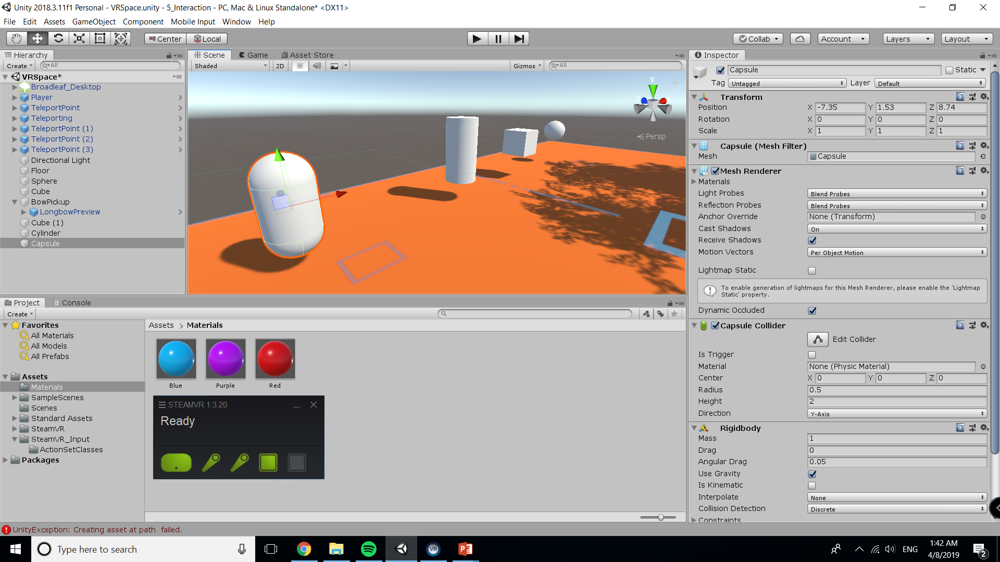 Unity 2018.3.11f1 Personal - VRSpace.unity - 5_Interaction - PC, Mac & Linux Standalone* <DX11>
File Edit Assets GameObject Component Mobile Input Window Help
Center Local Collab Account Layers Layout
Hierarchy
Create All
VRSpace*
Broadleaf_Desktop
Player
TeleportPoint
Teleporting
TeleportPoint (1)
TeleportPoint (2)
TeleportPoint (3)
Directional Light
Floor
Sphere
Cube
BowPickup
LongbowPreview
Cube (1)
Cylinder
Capsule
Scene Game Asset Store
Shaded 2D Gizmos All
y
z x
Persp
Inspector
Capsule Static
Tag Untagged Layer Default
Transform
Position X -7.35 Y 1.53 Z 8.74
Rotation X 0 Y 0 Z 0
Scale X 1 Y 1 Z 1
Capsule (Mesh Filter)
Mesh Capsule
Mesh Renderer
Materials
Light Probes Blend Probes
Reflection Probes Blend Probes
Anchor Override None (Transform)
Cast Shadows On
Receive Shadows
Motion Vectors Per Object Motion
Lightmap Static
To enable generation of lightmaps for this Mesh Renderer, please enable the 'Lightmap
Static' property.
Dynamic Occluded
Capsule Collider
Edit Collider
Is Trigger
Material None (Physic Material)
Center X 0 Y 0 Z 0
Radius 0.5
Height 2
Direction Y-Axis
Rigidbody
Mass 1
Drag 0
Angular Drag 0.05
Use Gravity
Is Kinematic
Interpolate None
Collision Detection Discrete
Constraints
Project Console
Create
Favorites
All Materials
All Models
All Prefabs
Assets
Materials
SampleScenes
Scenes
Standard Assets
SteamVR
SteamVR_Input
ActionSetClasses
Packages
Assets > Materials
Blue Purple Red
STEAMVR 1.3.20
Ready
UnityException: Creating asset at path  failed.
Type here to search
VR
ENG
1:42 AM
4/8/2019
2